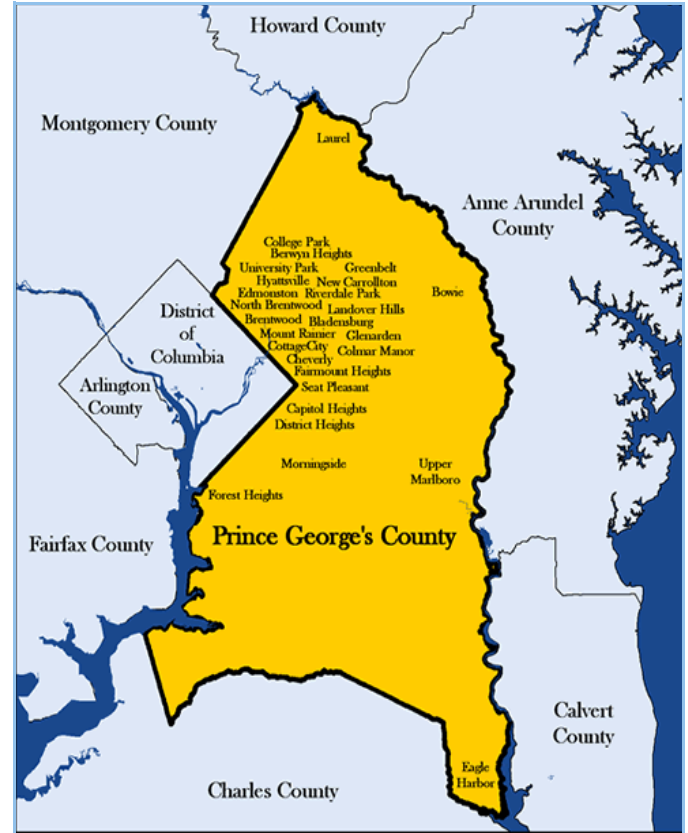 Howard County
Montgomery County
Laurel
Anne Arundel
County
College Park
Berwyn Heights
University Park
Greenbelt
Hyattsville
New Carrollton
Edmonston
Riverdale Park
Bowie
North Brentwood
Landover Hills
District
of
Columbia
Brentwood
Bladensburg
Mount Rainier
Glenarden
CottageCity
Colmar Manor
Cheverly
Fairmount Heights
Arlington
County
Seat Pleasant
Capitol Heights
District Heights
Morningside
Upper
Marlboro
Forest Heights
Prince George's County
Fairfax County
Calvert
County
Eagle
Harbor
Charles County